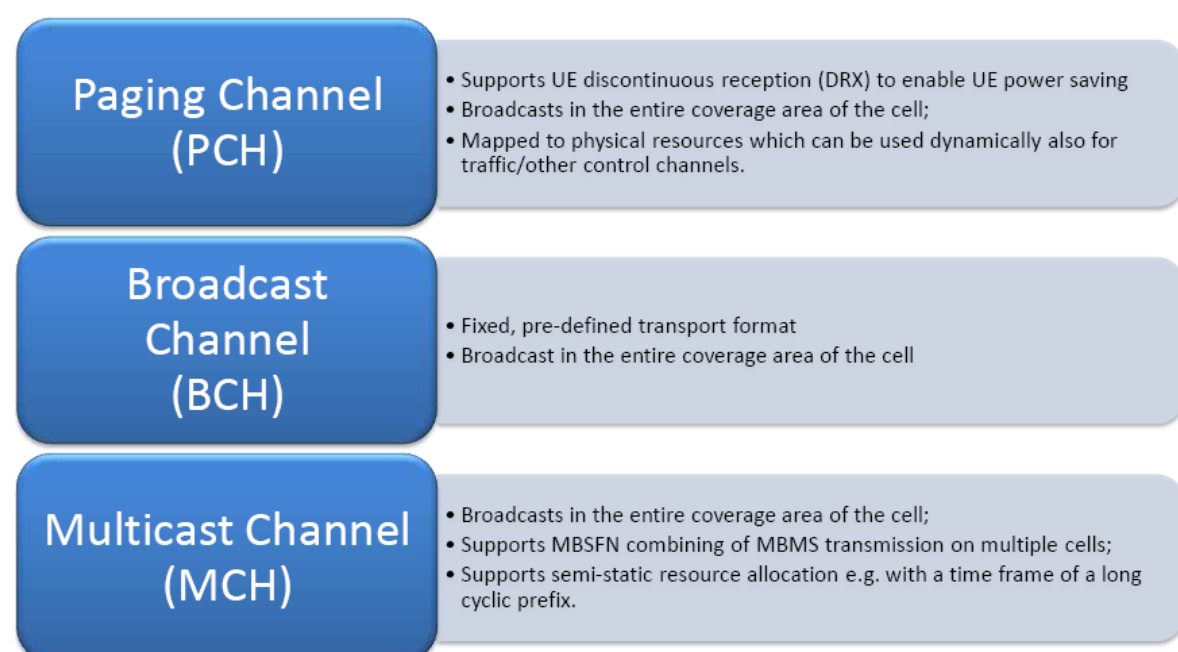 Paging Channel
(PCH)
• Supports UE discontinuous reception (DRX) to enable UE power saving
• Broadcasts in the entire coverage area of the cell;
• Mapped to physical resources which can be used dynamically also for
traffic/other control channels.
Broadcast
Channel
(BCH)
• Fixed, pre-defined transport format
• Broadcast in the entire coverage area of the cell
Multicast Channel
(MCH)
• Broadcasts in the entire coverage area of the cell;
• Supports MBSFN combining of MBMS transmission on multiple cells;
• Supports semi-static resource allocation e.g. with a time frame of a long
cyclic prefix.